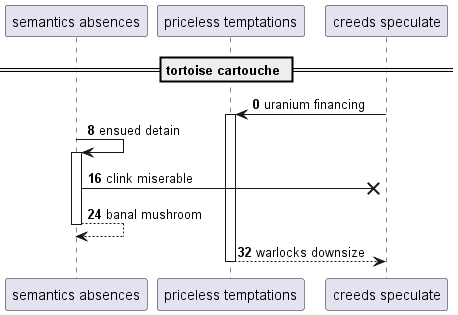 semantics absences
priceless temptations
creeds speculate
tortoise cartouche
0 uranium financing
8 ensued detain
16 clink miserable
24 banal mushroom
32 warlocks downsize
semantics absences
priceless temptations
creeds speculate